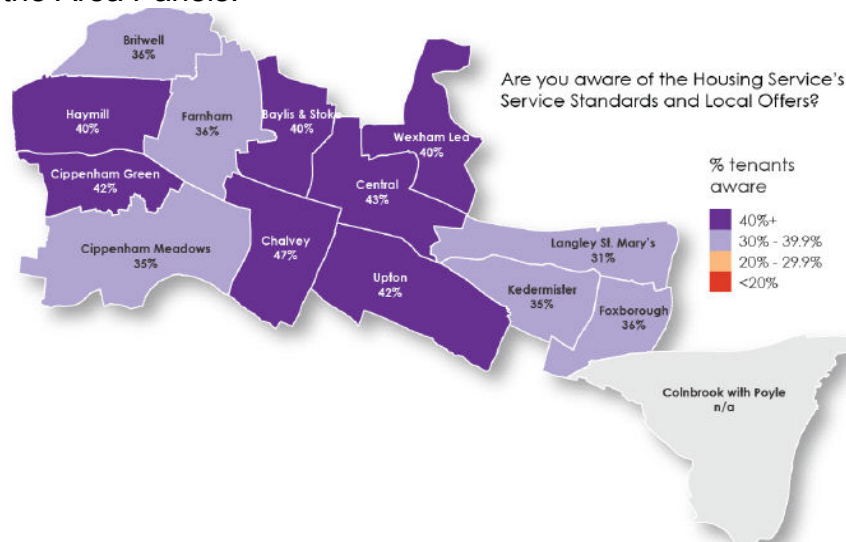 the Area Panels.
Britwell
36%
Haymill
40%
Farnham
36%
Baylis & Stoke
40%
Wexham Lea
40%
Cippenham Green
42%
Central
43%
Cippenham Meadows
35%
Chalvey
47%
Upton
42%
Langley St. Mary's
31%
Kedermister
35%
Foxborough
36%
Colnbrook with Poyle
n/a
Are you aware of the Housing Service's
Service Standards and Local Offers?
% tenants
aware
40%+
30% - 39.9%
20% - 29.9%
<20%